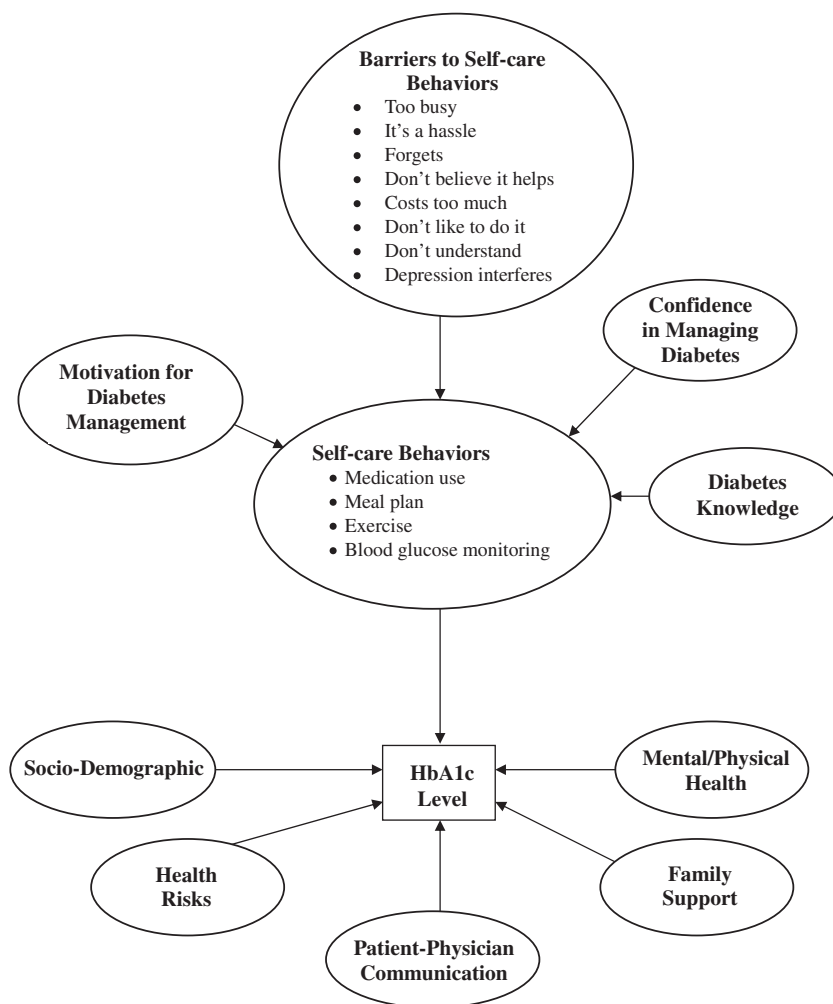 Barriers to Self-care
Behaviors
• Too busy
• It's a hassle
• Forgets
• Don't believe it helps
• Costs too much
• Don't like to do it
• Don't understand
• Depression interferes
Confidence
in Managing
Diabetes
Motivation for
Diabetes
Management
Self-care Behaviors
• Medication use
• Meal plan
• Exercise
• Blood glucose monitoring
Diabetes
Knowledge
Socio-Demographic
HbA1c
Level
Mental/Physical
Health
Health
Risks
Family
Support
Patient-Physician
Communication